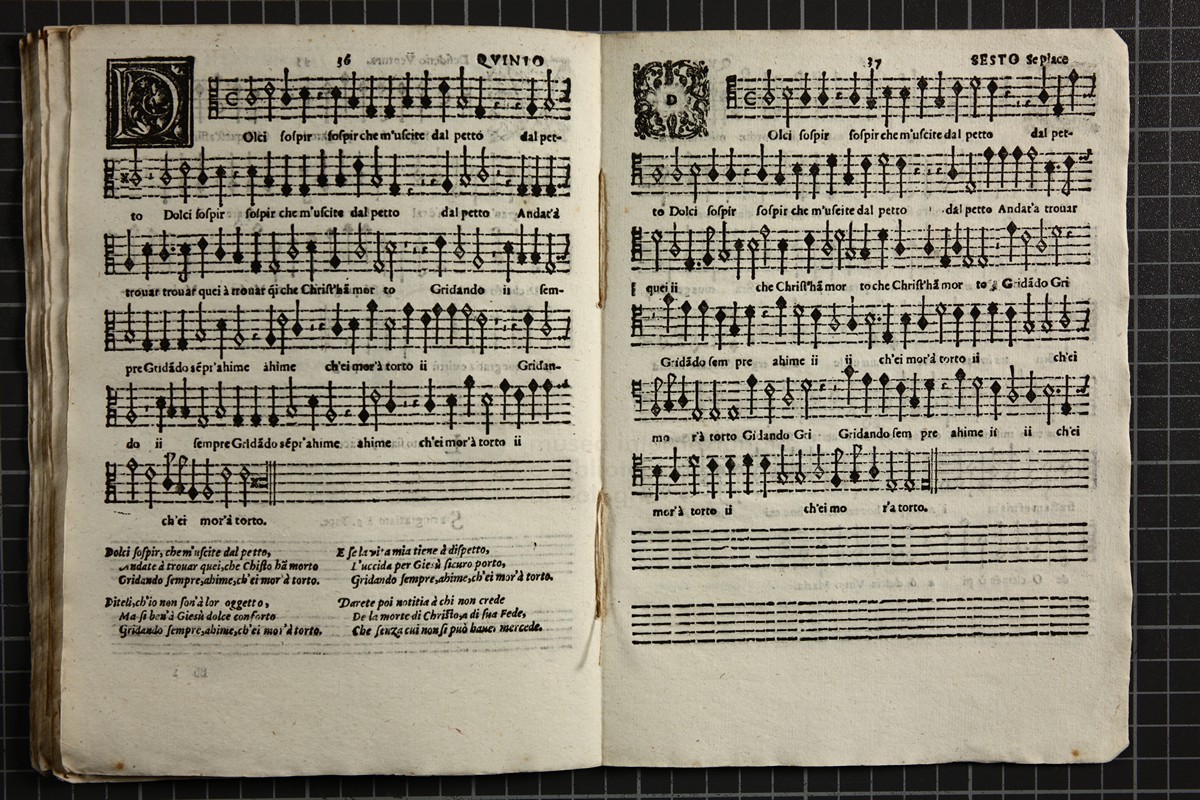 36 QVINTO
D
Olci sospir sospir che m'uscite dal petto dal pet-
to Dolci sospir sospir che m'uscite dal petto dal petto Andat'à
trouar trouar quei à trouar q̃i che Christ'hã mor to Gridando ii sem-
pre Gridãdo sẽpr'ahime àhime ch'ei mor'à torto ii Gridan-
do ii sempre Gridãdo sẽpr'ahime ahime ch'ei mor'à torto ii
ch'ei mor'à torto.
Dolci sospir, che m'uscite dal petto,
Andate à trouar quei, che Chisto hã morto
Gridando sempre, ahime, ch'ei mor'à torto.
Diteli, ch'io non son'à lor oggetto,
Ma si ben'à Giesù dolce conforto
Gridando sempre, ahime, ch'ei mor'à torto.
E se la vit'a mia tiene à dispetto,
L'uccida per Giesù sicuro porto,
Gridando sempre, ahime, ch'ei mor'à torto.
Darete poi notitia à chi non crede
De la morte di Christo, a di sua Fede,
Che senza cui non si può hauer mercede.
37 SESTO Se place
D
Olci sospir sospir che m'uscite dal petto dal pet-
to Dolci sospir sospir che m'uscite dal petto dal petto Andat'a trouar
quei ii che Christ'hã mor to che Christ'hã mor to Gridãdo Gri
Gridãdo sem pre ahime ii ii ch'ei mor'à torto ii ch'ei
mo r'à torto Gridando Gri Gridando sem pre ahime ii ii ch'ei
mor'à torto ii ch'ei mo r'a torto.